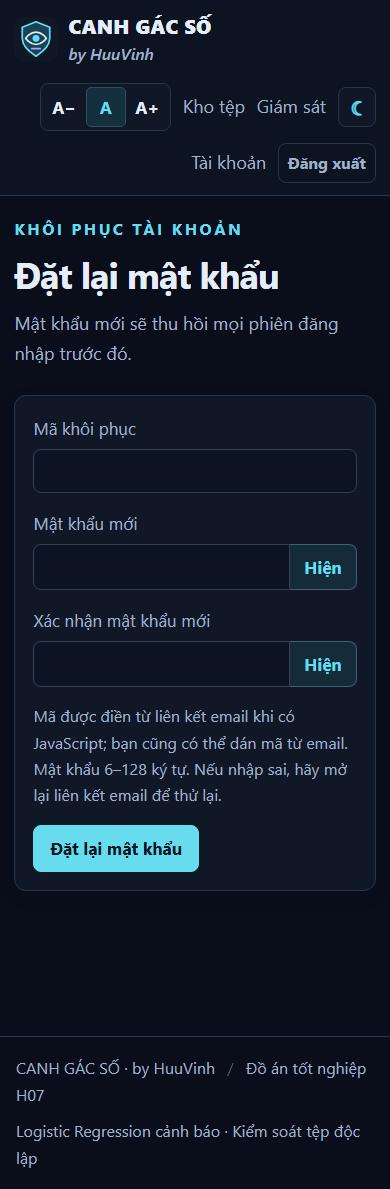 CANH GÁC SỐ
by HuuVinh
A− A A+ Kho tệp Giám sát
Tài khoản Đăng xuất
KHÔI PHỤC TÀI KHOẢN
Đặt lại mật khẩu
Mật khẩu mới sẽ thu hồi mọi phiên đăng
nhập trước đó.
Mã khôi phục
Mật khẩu mới
Hiện
Xác nhận mật khẩu mới
Hiện
Mã được điền từ liên kết email khi có
JavaScript; bạn cũng có thể dán mã từ email.
Mật khẩu 6–128 ký tự. Nếu nhập sai, hãy mở
lại liên kết email để thử lại.
Đặt lại mật khẩu
CANH GÁC SỐ · by HuuVinh / Đồ án tốt nghiệp
H07
Logistic Regression cảnh báo · Kiểm soát tệp độc
lập